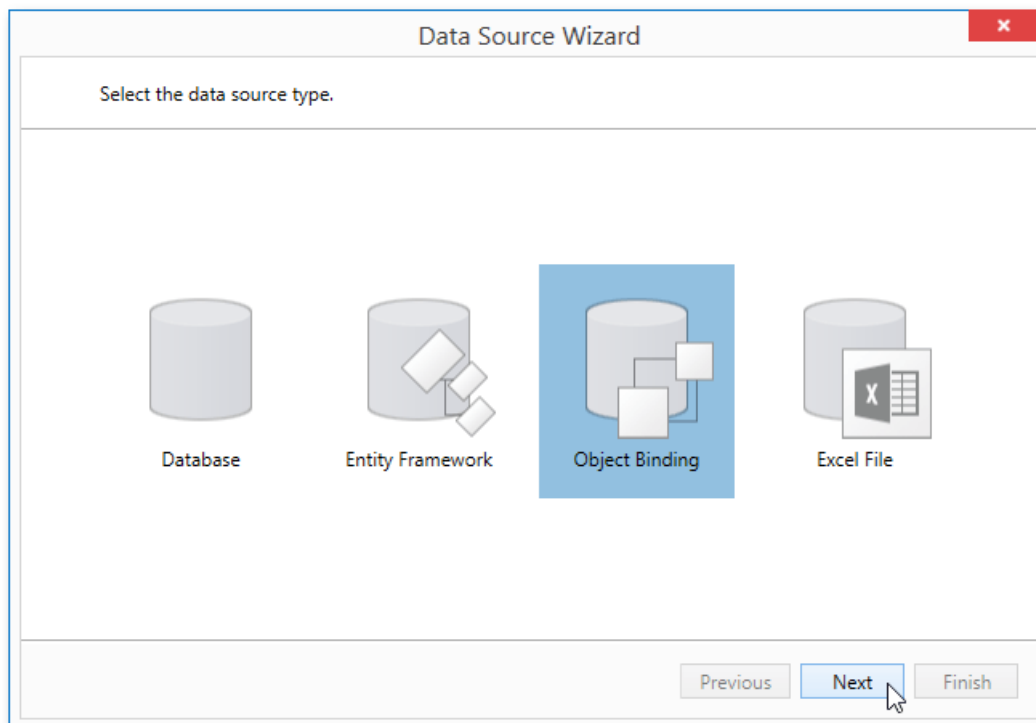 Data Source Wizard
Select the data source type.
Database
Entity Framework
Object Binding
X
Excel File
Previous
Next
Finish